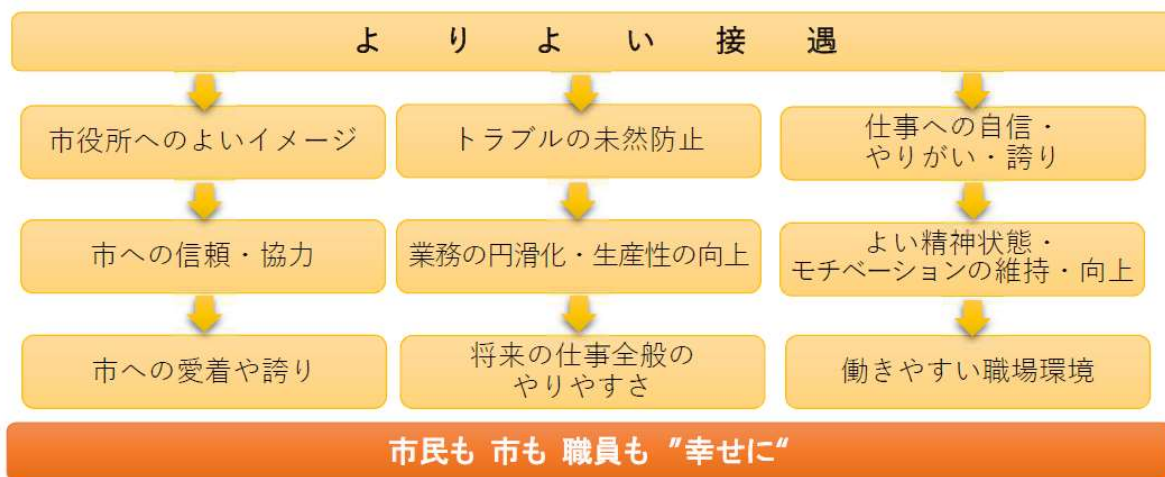 よりよい接遇
市役所へのよいイメージ
トラブルの未然防止
仕事への自信・
やりがい・誇り
市への信頼・協力
業務の円滑化・生産性の向上
よい精神状態・
モチベーションの維持・向上
市への愛着や誇り
将来の仕事全般の
やりやすさ
働きやすい職場環境
市民も 市も 職員も ”幸せに“